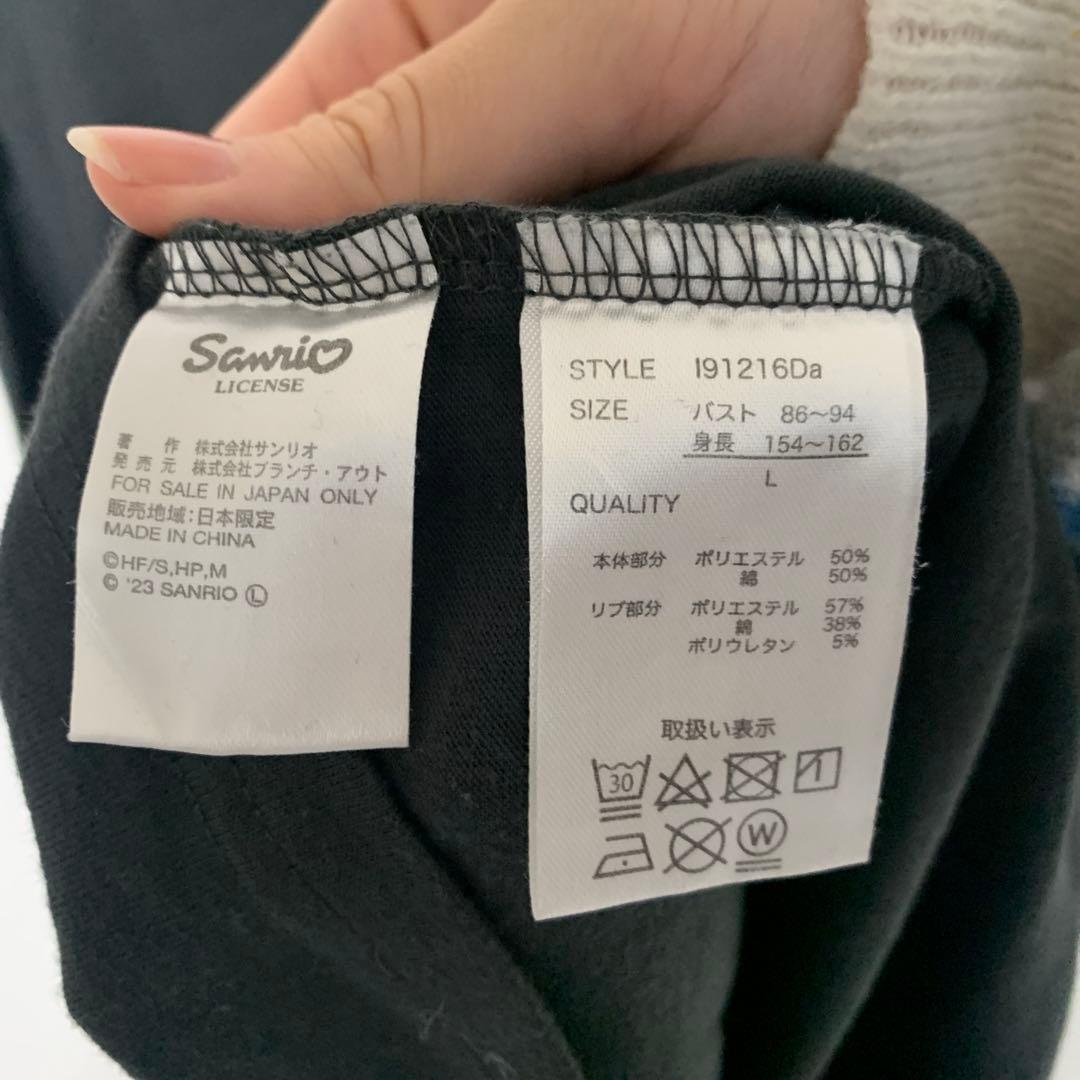 Sanrio
LICENSE
著 作 株式会社サンリオ
発売元 株式会社ブランチ・アウト
FOR SALE IN JAPAN ONLY
販売地域:日本限定
MADE IN CHINA
©HF/S,HP,M
© '23 SANRIO Ⓛ
STYLE I91216Da
SIZE バスト 86〜94
身長 154〜162
L
QUALITY
本体部分 ポリエステル 50%
綿 50%
リブ部分 ポリエステル 57%
綿 38%
ポリウレタン 5%
取扱い表示
30
W